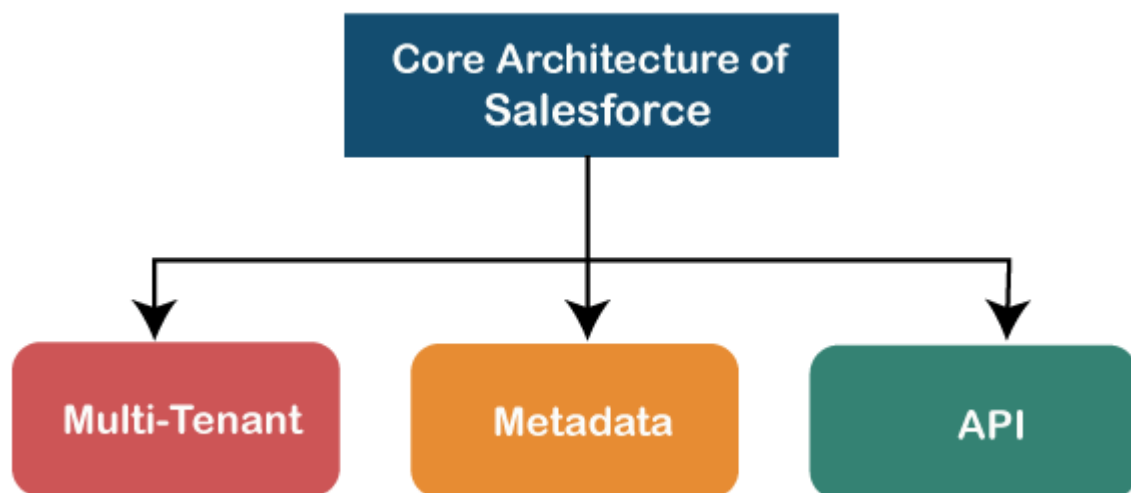 Core Architecture of
Salesforce
Multi-Tenant
Metadata
API